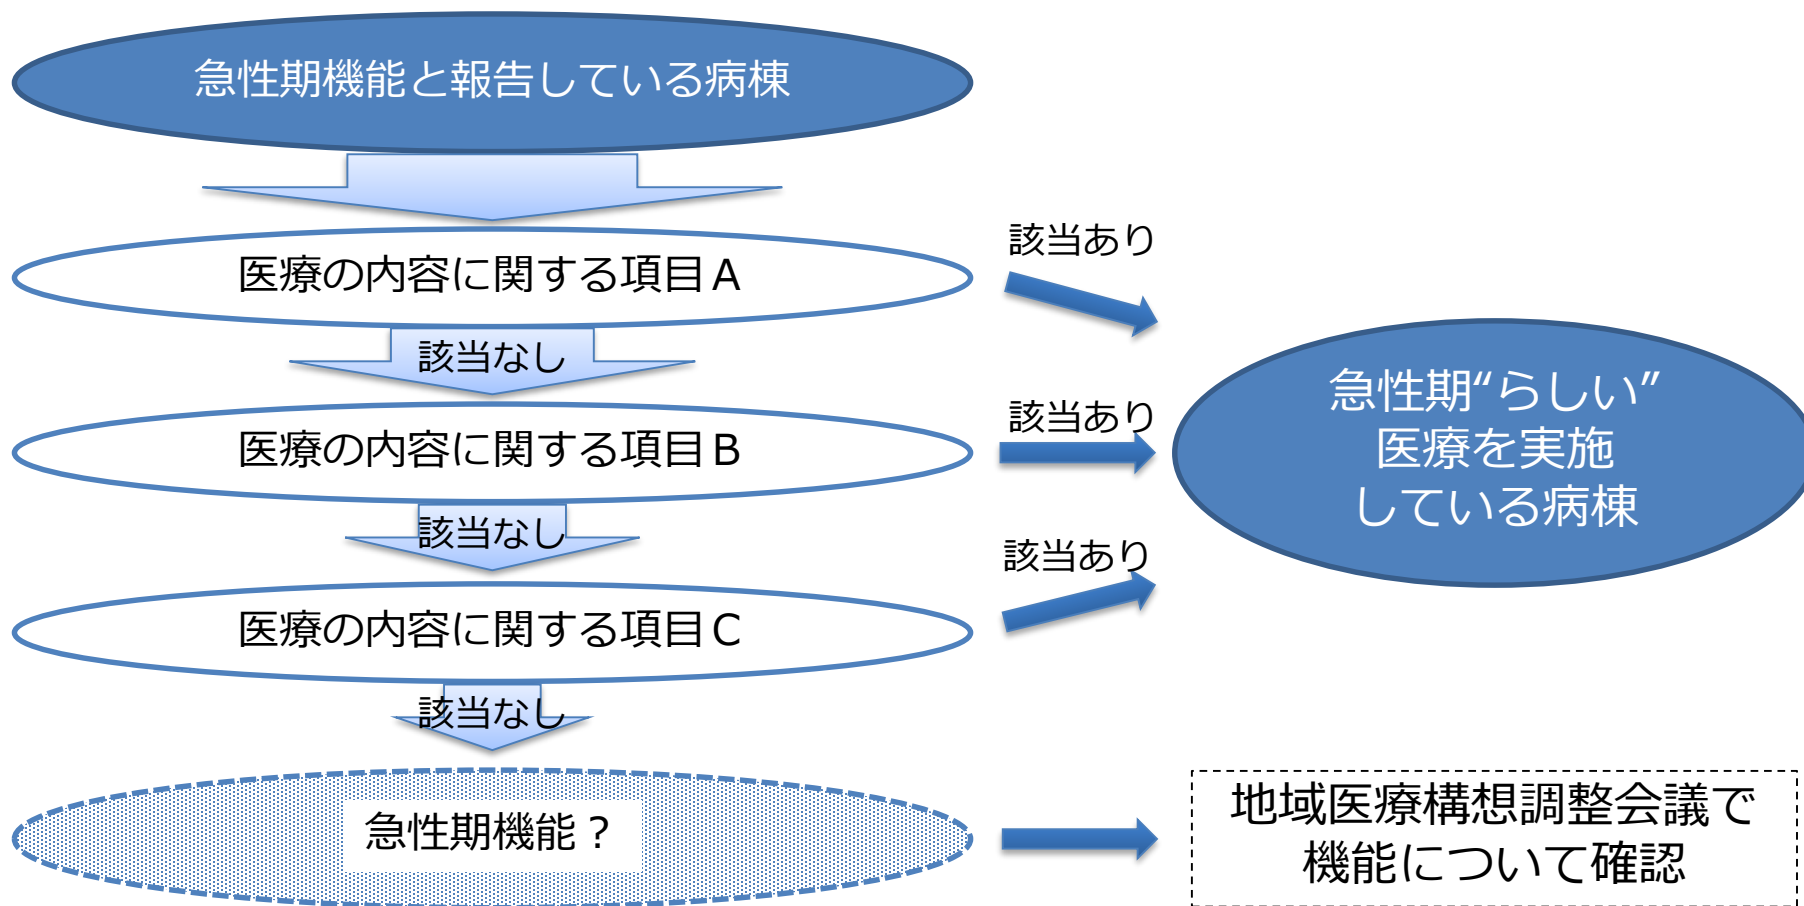 急性期機能と報告している病棟
医療の内容に関する項目A
該当あり
該当なし
医療の内容に関する項目B
該当あり
該当なし
医療の内容に関する項目C
該当あり
該当なし
急性期“らしい”
医療を実施
している病棟
急性期機能？
地域医療構想調整会議で
機能について確認